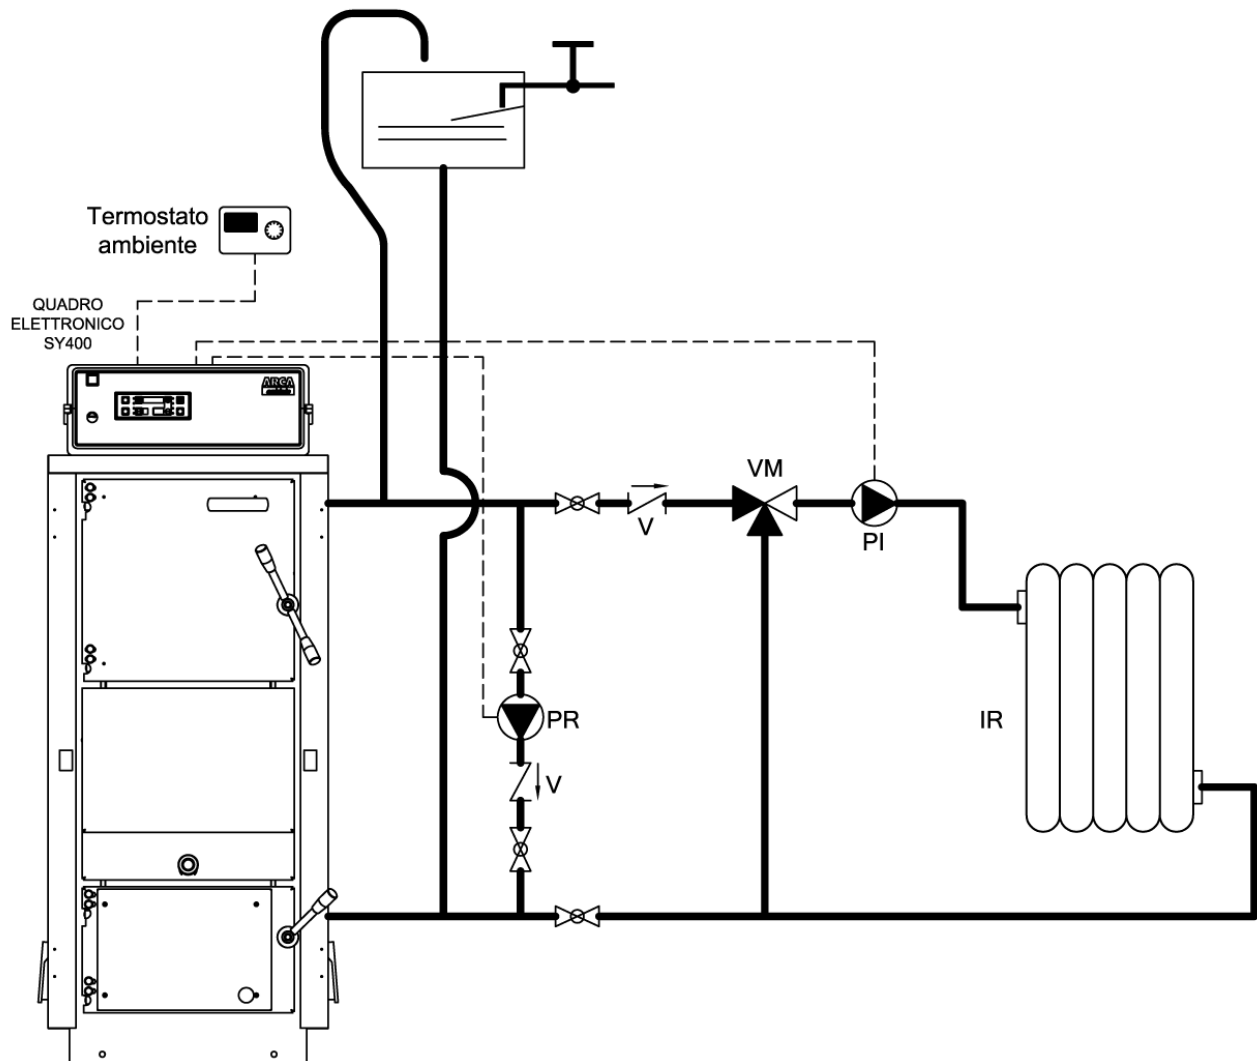 Termostato
ambiente
QUADRO
ELETTRONICO
SY400
ARCA
VM
V
PI
PR
V
IR